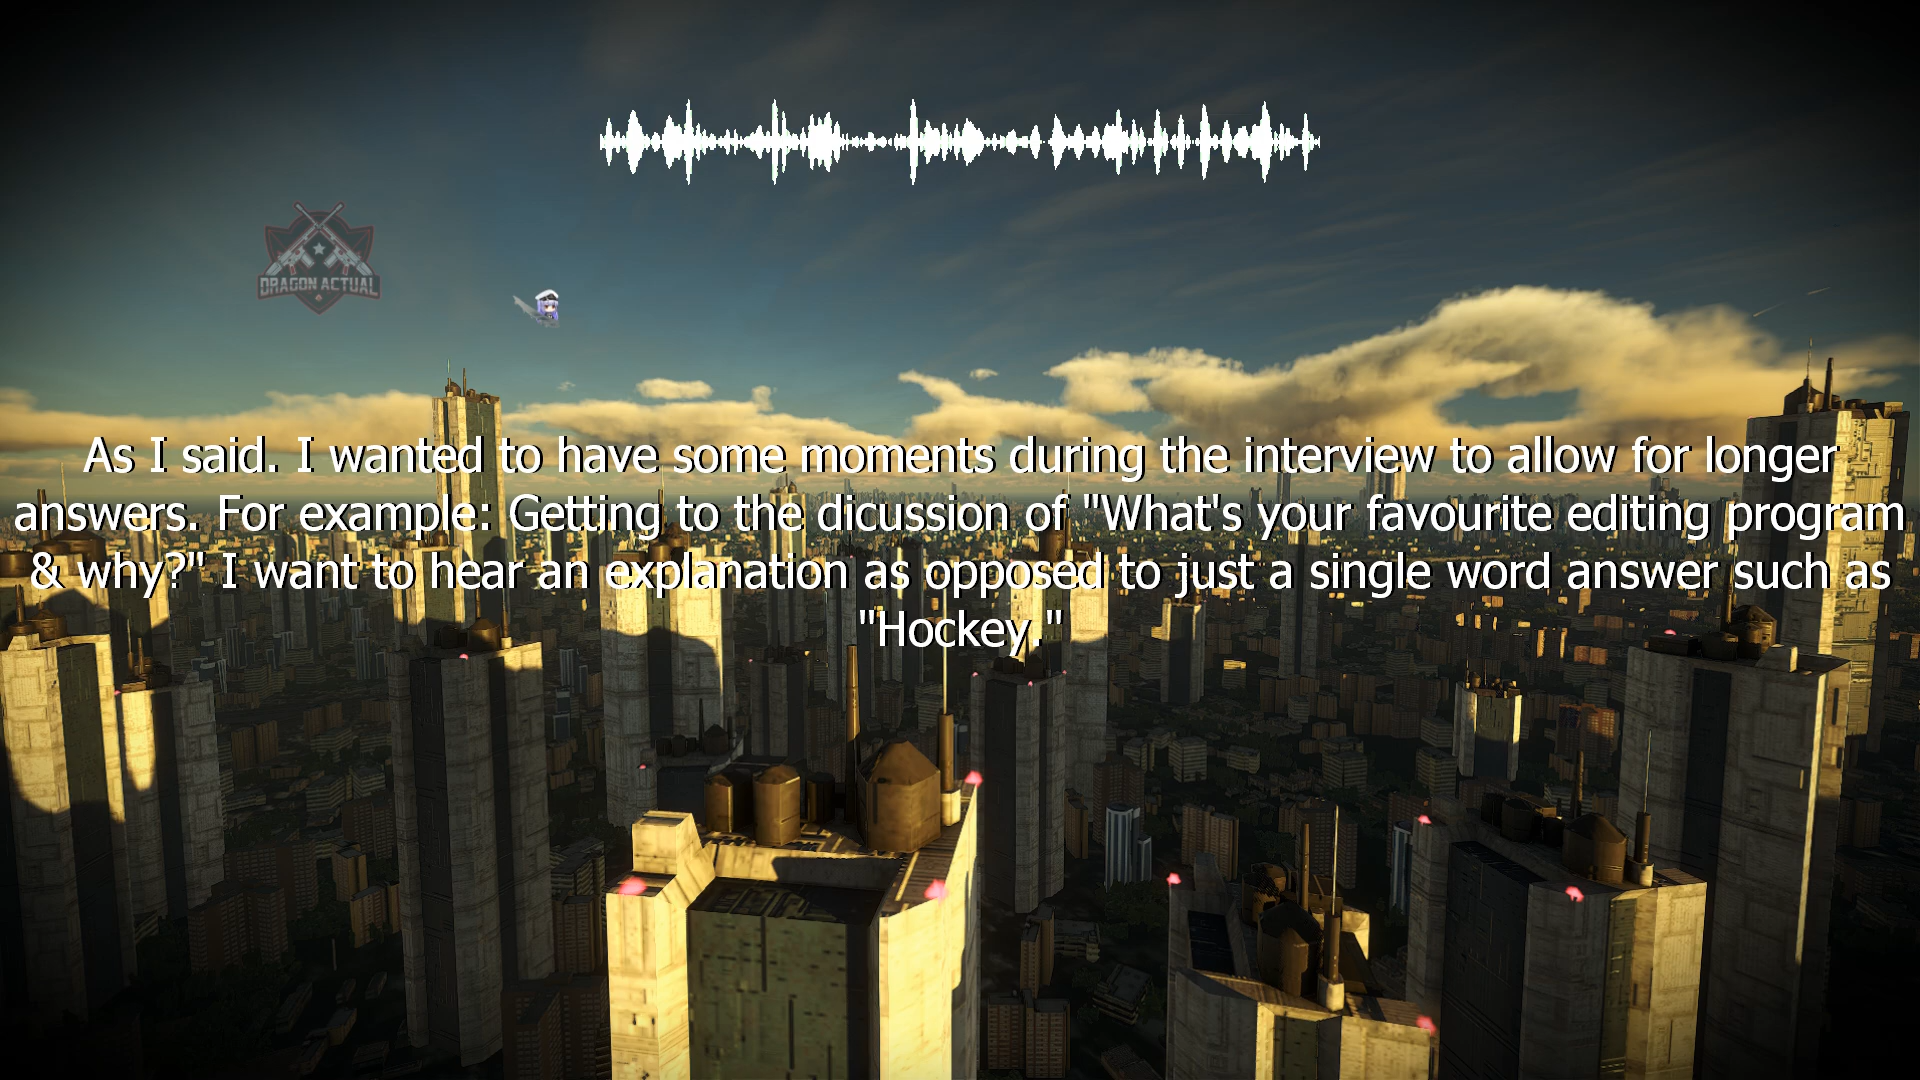 DRAGON ACTUAL
As I said. I wanted to have some moments during the interview to allow for longer
answers. For example: Getting to the dicussion of "What's your favourite editing program
& why?" I want to hear an explanation as opposed to just a single word answer such as
"Hockey."